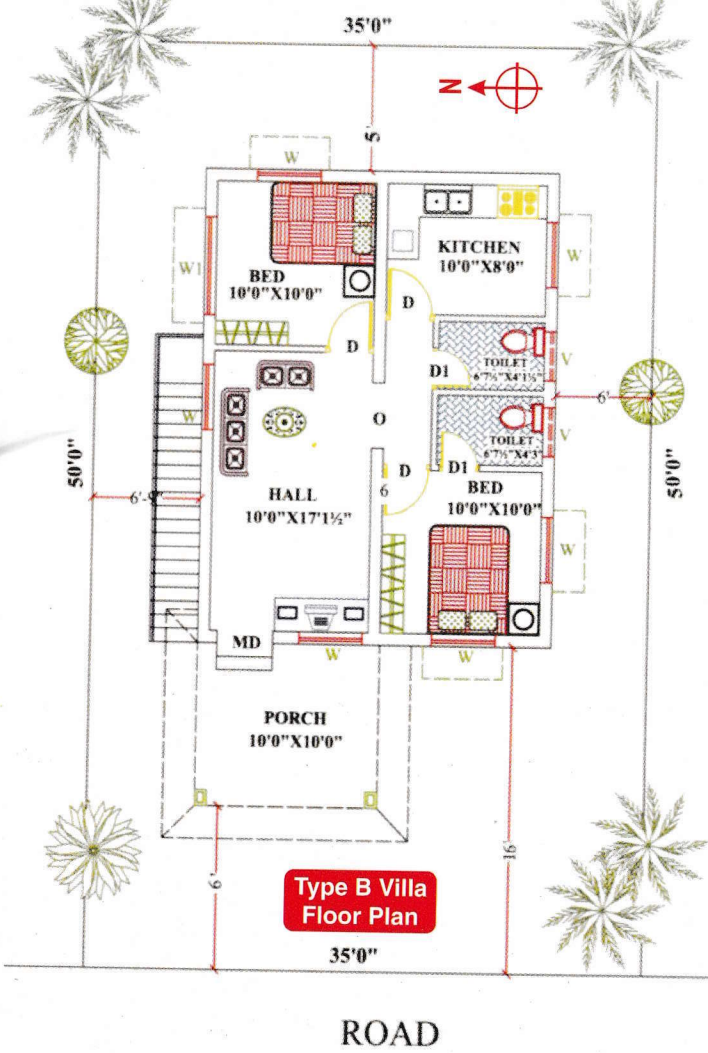 35'0"
N
5'
W
W1
BED
10'0"X10'0"
KITCHEN
10'0"X8'0"
W
D
D
TOILET
6'7½"X4'1½"
D1
V
W
O
6'
TOILET
6'7½"X4'3"
V
50'0"
50'0"
D
D1
6
BED
10'0"X10'0"
6'-9"
HALL
10'0"X17'1½"
W
MD
W
W
PORCH
10'0"X10'0"
16'
6'
Type B Villa
Floor Plan
35'0"
ROAD